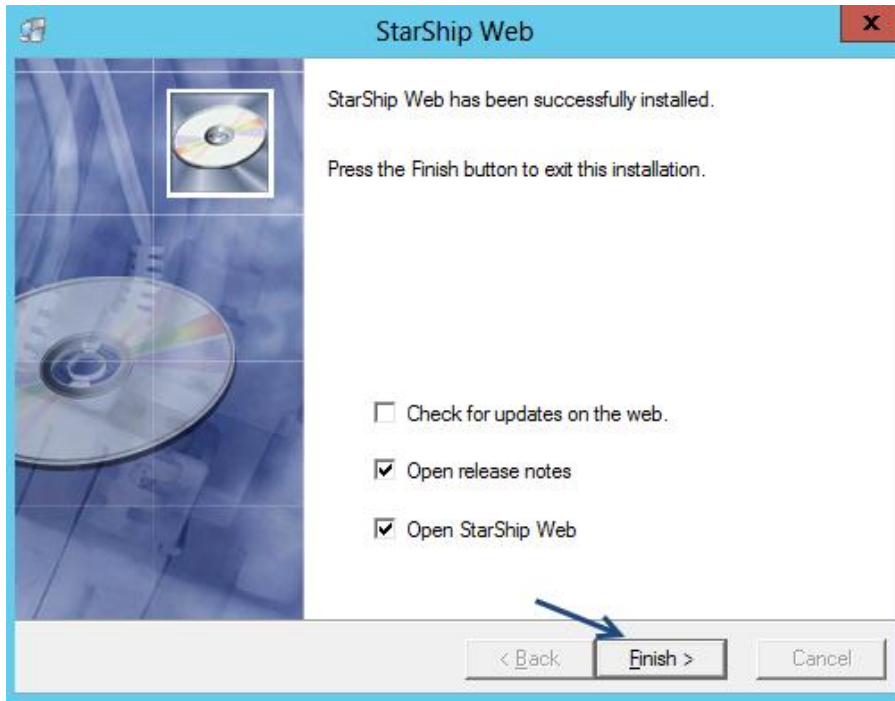 StarShip Web
x
StarShip Web has been successfully installed.
Press the Finish button to exit this installation.
Check for updates on the web.
Open release notes
Open StarShip Web
< Back
Finish >
Cancel